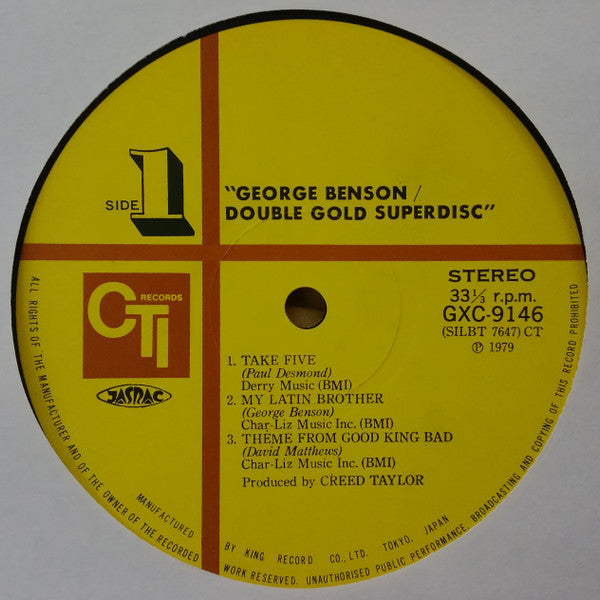 SIDE 1
"GEORGE BENSON /
DOUBLE GOLD SUPERDISC"
CTI RECORDS
JASRAC
STEREO
33⅓ r.p.m.
GXC-9146
(SILBT 7647) CT
Ⓟ 1979
1. TAKE FIVE
(Paul Desmond)
Derry Music (BMI)
2. MY LATIN BROTHER
(George Benson)
Char-Liz Music Inc. (BMI)
3. THEME FROM GOOD KING BAD
(David Matthews)
Char-Liz Music Inc. (BMI)
Produced by CREED TAYLOR
MANUFACTURED BY KING RECORD CO., LTD. TOKYO, JAPAN
ALL RIGHTS OF THE MANUFACTURER AND OF THE OWNER OF THE RECORDED WORK RESERVED. UNAUTHORISED PUBLIC PERFORMANCE, BROADCASTING AND COPYING OF THIS RECORD PROHIBITED